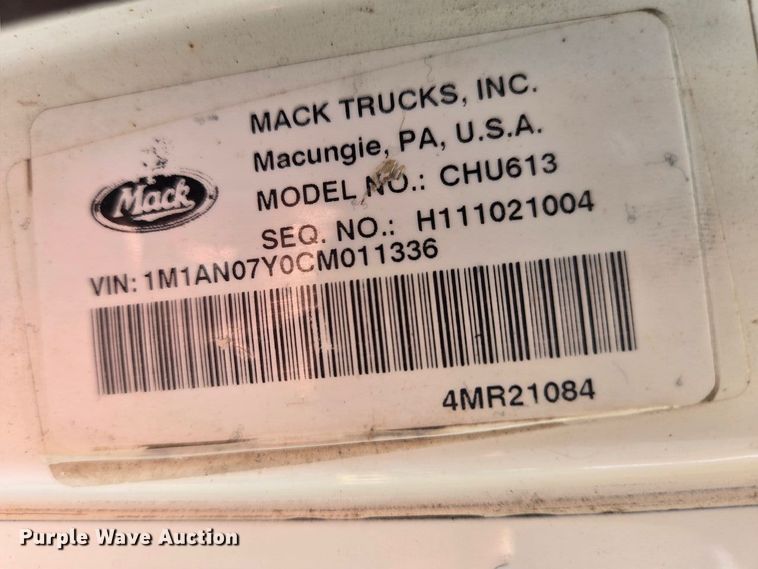 MACK TRUCKS, INC.
Macungie, PA, U.S.A.
MODEL NO.: CHU613
SEQ. NO.: H111021004
Mack
VIN: 1M1AN07Y0CM011336
4MR21084
Purple Wave Auction